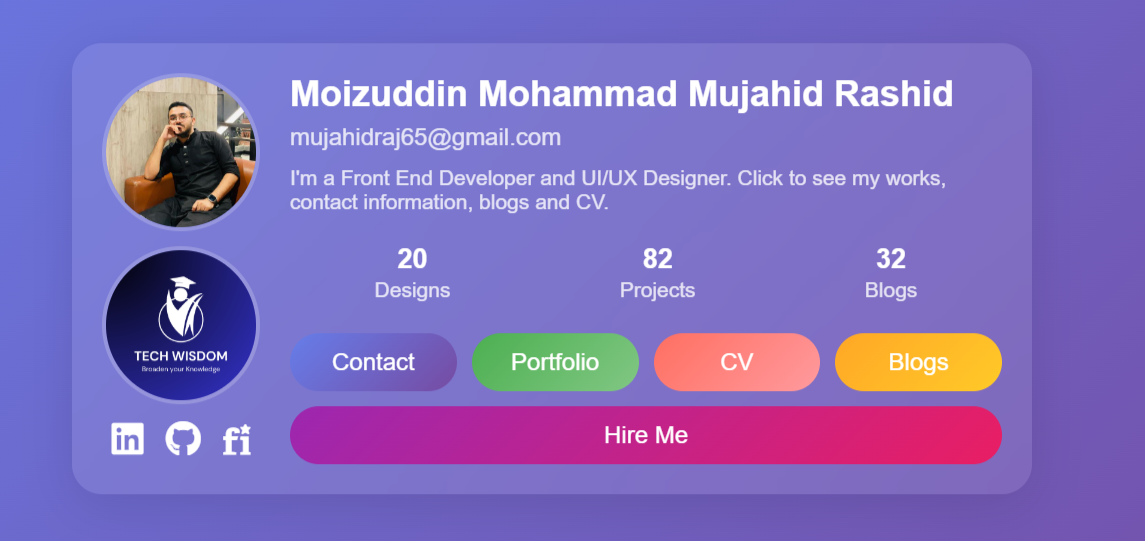 Moizuddin Mohammad Mujahid Rashid
mujahidraj65@gmail.com
I'm a Front End Developer and UI/UX Designer. Click to see my works,
contact information, blogs and CV.
20
Designs
82
Projects
32
Blogs
TECH WISDOM
Broaden your Knowledge
Contact
Portfolio
CV
Blogs
Hire Me
in
fi